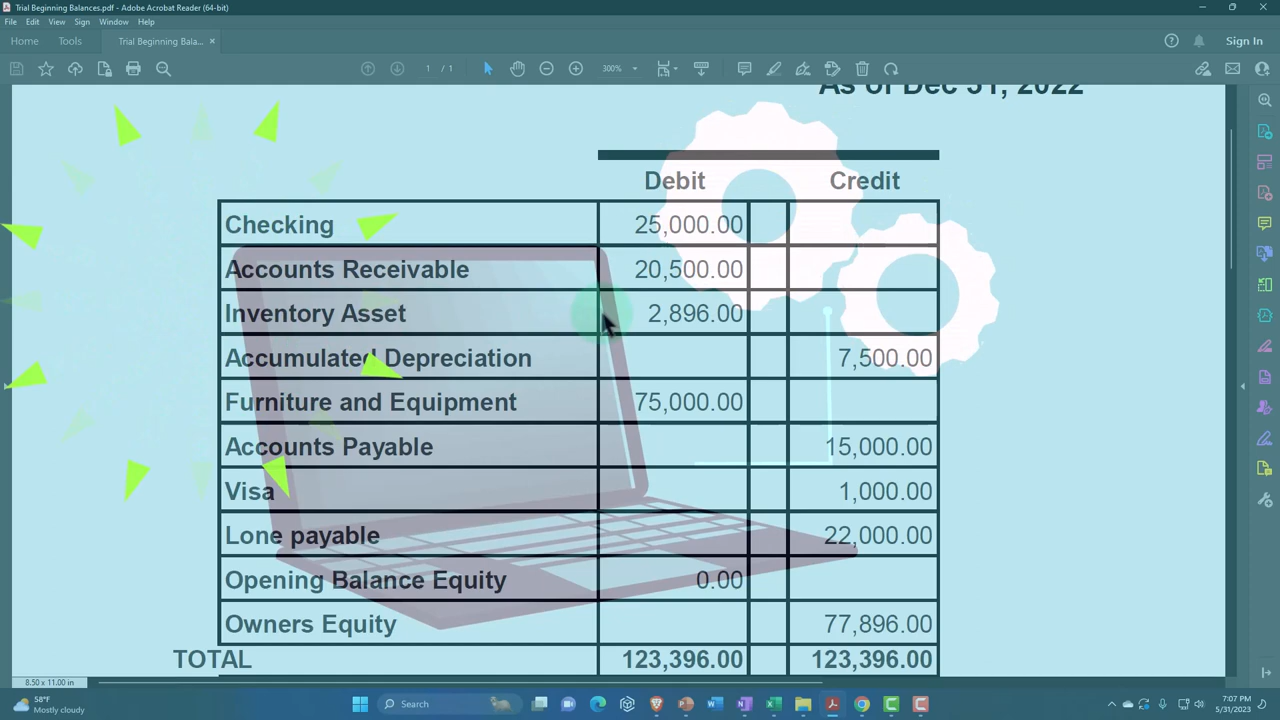 Trial Beginning Balances.pdf - Adobe Acrobat Reader (64-bit)
File Edit View Sign Window Help
Home Tools Trial Beginning Bala... ×
Sign In
1 / 1 300%
As of Dec 31, 2022
Debit Credit
Checking 25,000.00
Accounts Receivable 20,500.00
Inventory Asset 2,896.00
Accumulated Depreciation 7,500.00
Furniture and Equipment 75,000.00
Accounts Payable 15,000.00
Visa 1,000.00
Lone payable 22,000.00
Opening Balance Equity 0.00
Owners Equity 77,896.00
TOTAL 123,396.00 123,396.00
8.50 x 11.00 in
58°F
Mostly cloudy
Search
7:07 PM
5/31/2023